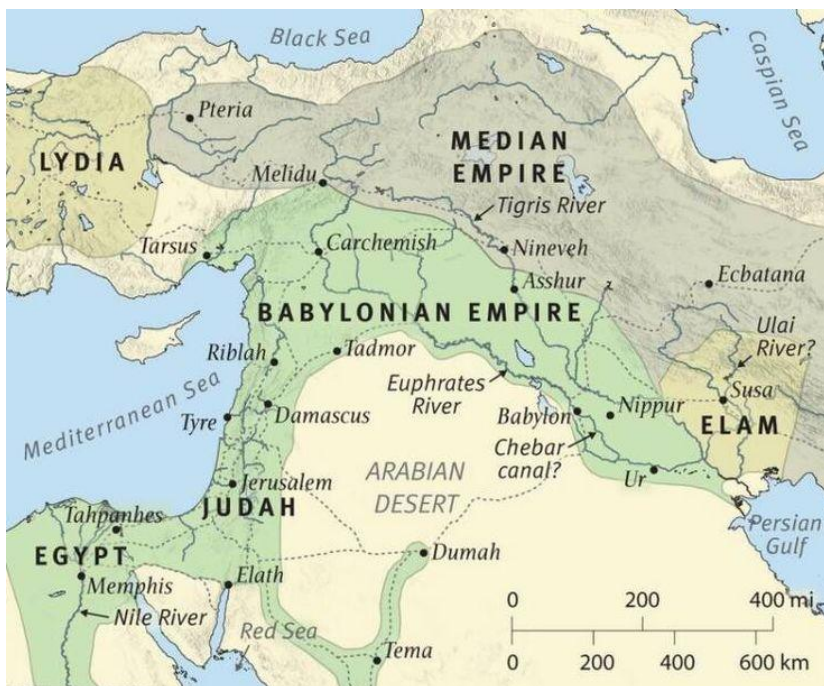 Black Sea
Caspian Sea
Pteria
LYDIA
MEDIAN
EMPIRE
Melidu
Tigris River
Tarsus
Carchemish
Nineveh
Ecbatana
Asshur
BABYLONIAN EMPIRE
Ulai
River?
Riblah
Tadmor
Euphrates
River
Susa
Mediterranean Sea
Tyre
Damascus
Babylon
Nippur
ELAM
Chebar
canal?
Ur
ARABIAN
DESERT
Jerusalem
JUDAH
Tahpanhes
Persian
Gulf
EGYPT
Dumah
Memphis
Elath
Nile River
Red Sea
Tema
0 200 400 mi
0 200 400 600 km